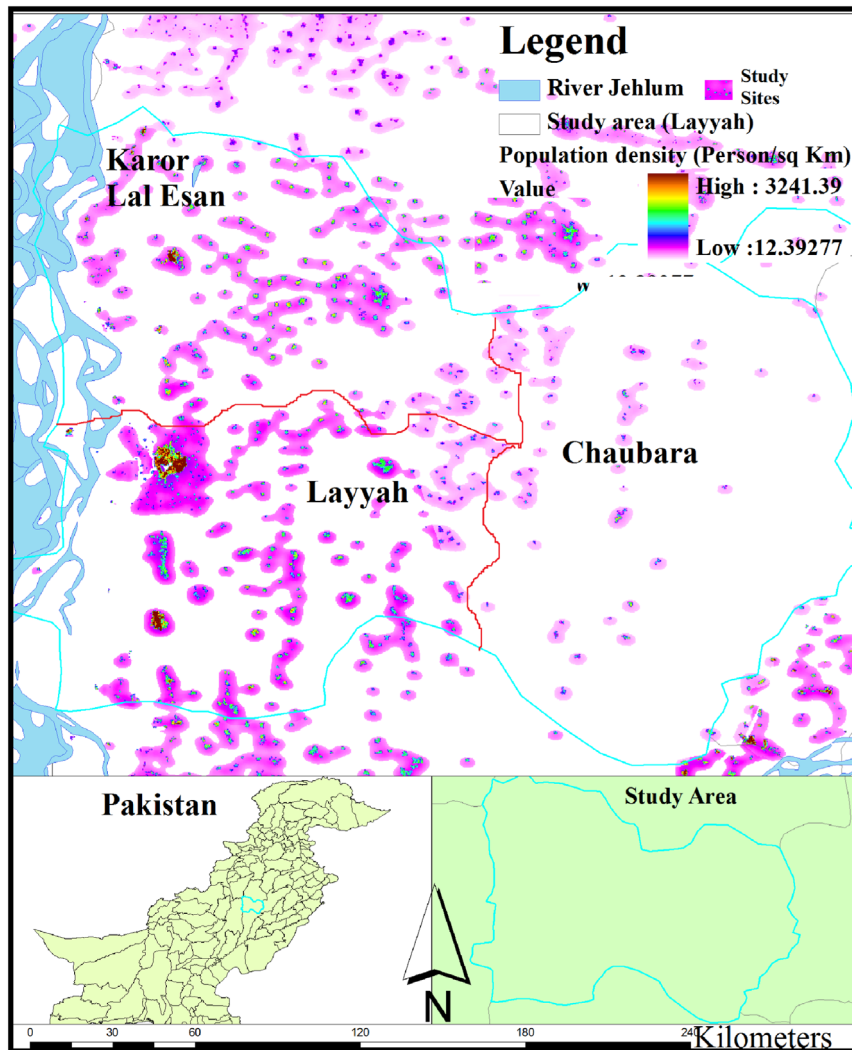 Legend
River Jehlum
Study
Sites
Study area (Layyah)
Population density (Person/sq Km)
Value
High : 3241.39
Low :12.39277
Karor
Lal Esan
Chaubara
Layyah
Pakistan
Study Area
N
0 30 60 120 180 240 Kilometers